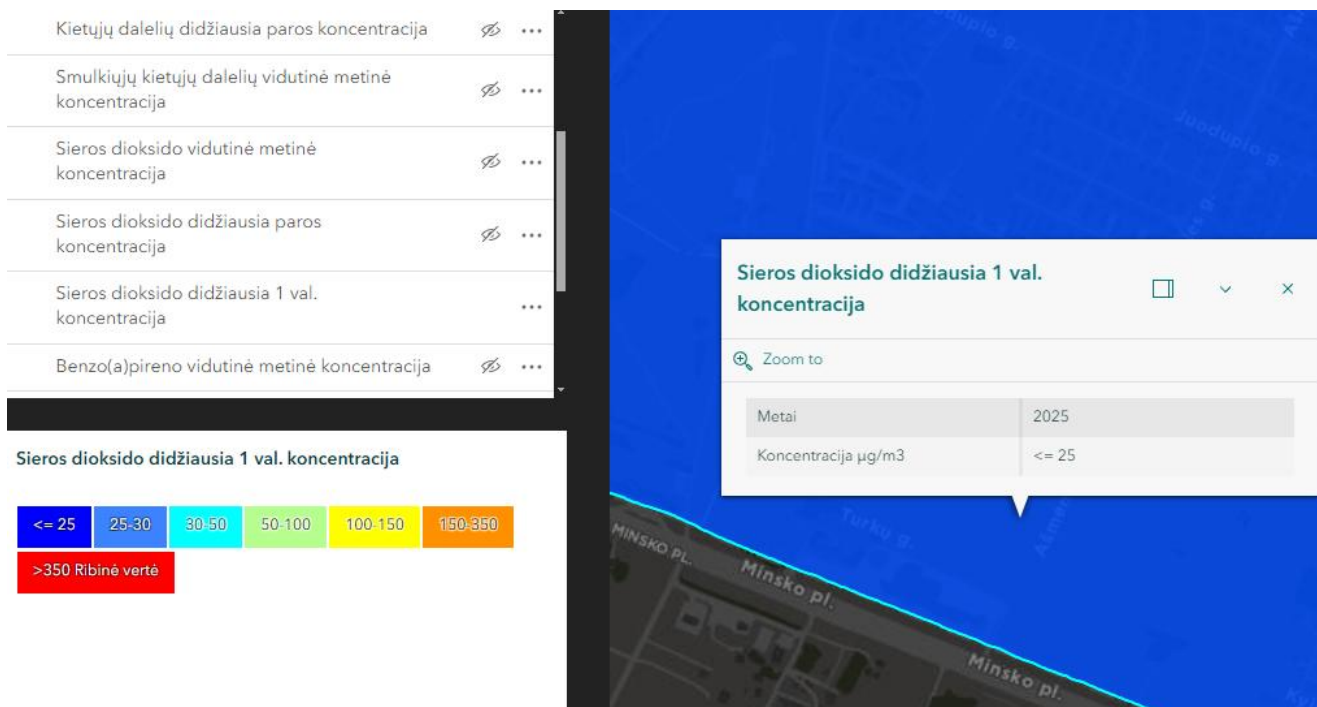 Kietųjų dalelių didžiausia paros koncentracija
Smulkiųjų kietųjų dalelių vidutinė metinė
koncentracija
Sieros dioksido vidutinė metinė
koncentracija
Sieros dioksido didžiausia paros
koncentracija
Sieros dioksido didžiausia 1 val.
koncentracija
Benzo(a)pireno vidutinė metinė koncentracija
Sieros dioksido didžiausia 1 val. koncentracija
<= 25
25-30
30-50
50-100
100-150
150-350
>350 Ribinė vertė
Juoduplo g.
Sieros dioksido didžiausia 1 val.
koncentracija
Zoom to
Metai 2025
Koncentracija µg/m3 <= 25
Turku g.
MINSKO PL.
Minsko pl.
Minsko pl.